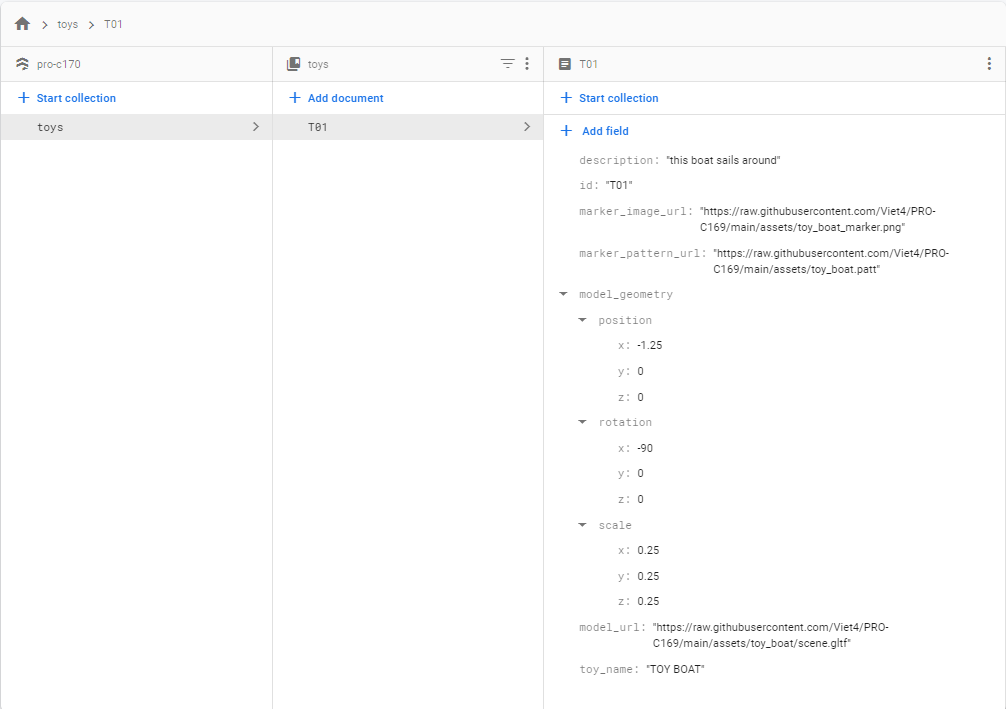 toys
T01
pro-c170
toys
T01
Start collection
Add document
Start collection
toys
T01
Add field
description: "this boat sails around"
id: "T01"
marker_image_url: "https://raw.githubusercontent.com/Viet4/PRO-
C169/main/assets/toy_boat_marker.png"
marker_pattern_url: "https://raw.githubusercontent.com/Viet4/PRO-
C169/main/assets/toy_boat.patt"
model_geometry
position
x: -1.25
y: 0
z: 0
rotation
x: -90
y: 0
z: 0
scale
x: 0.25
y: 0.25
z: 0.25
model_url: "https://raw.githubusercontent.com/Viet4/PRO-
C169/main/assets/toy_boat/scene.gltf"
toy_name: "TOY BOAT"